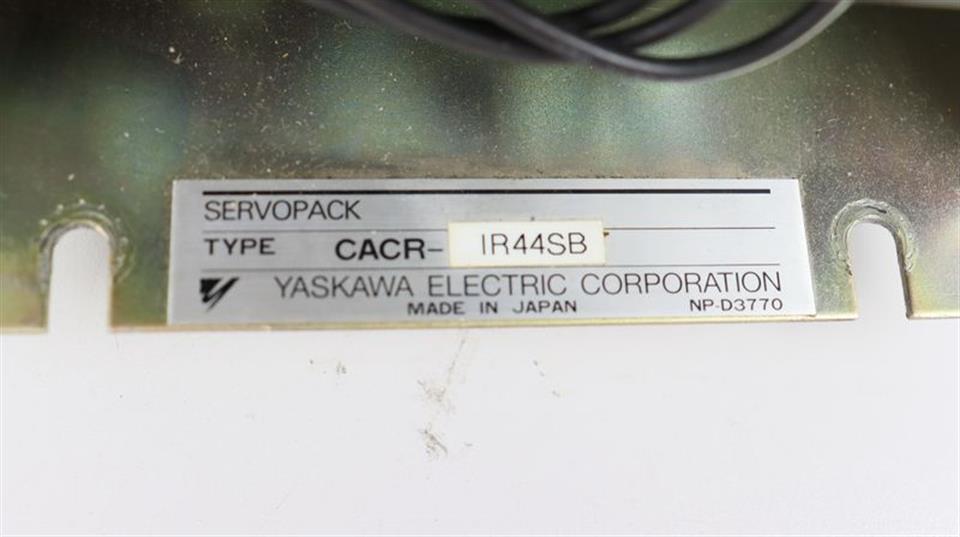 SERVOPACK
TYPE CACR- IR44SB
YASKAWA ELECTRIC CORPORATION
MADE IN JAPAN NP-D3770